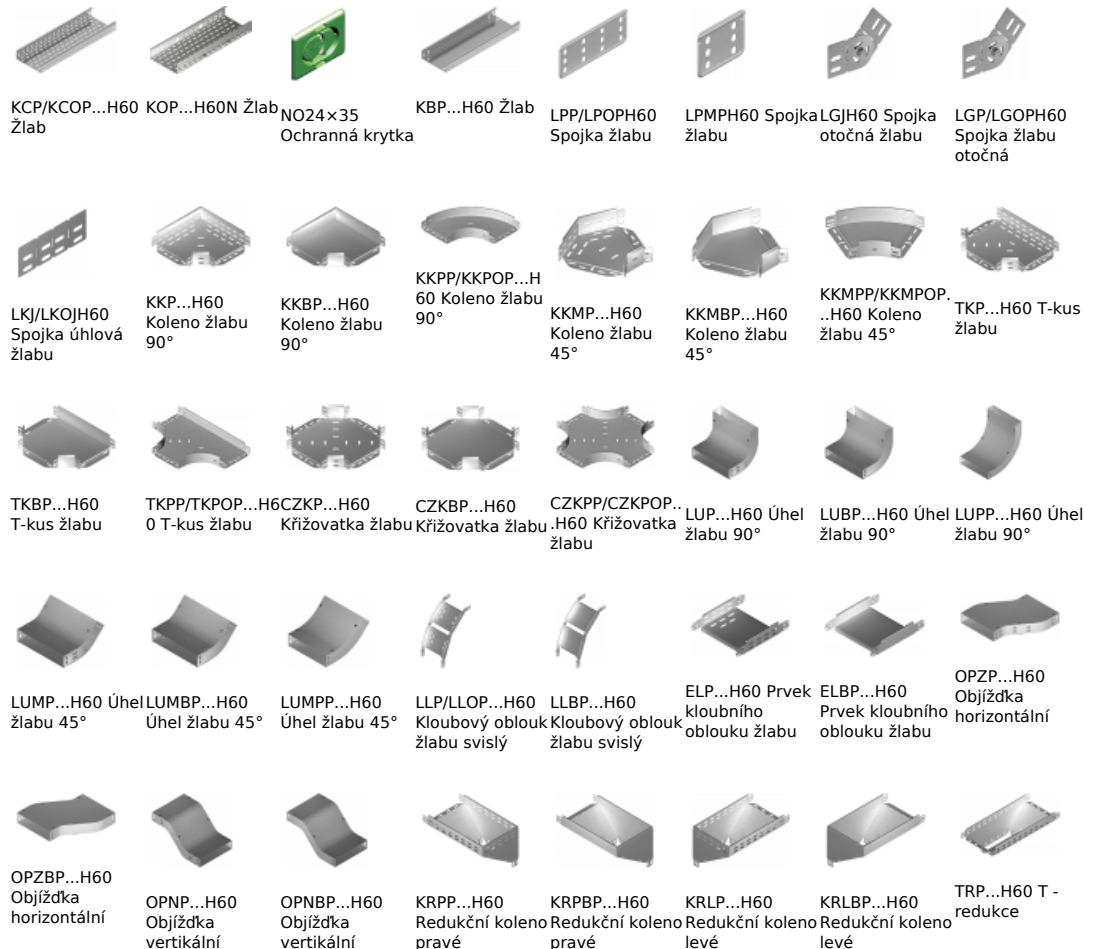 KCP/KCOP...H60
Žlab
KOP...H60N Žlab
NO24×35
Ochranná krytka
KBP...H60 Žlab
LPP/LPOPH60
Spojka žlabu
LPMPH60 Spojka
žlabu
LGJH60 Spojka
otočná žlabu
LGP/LGOPH60
Spojka žlabu
otočná
LKJ/LKOJH60
Spojka úhlová
žlabu
KKP...H60
Koleno žlabu
90°
KKBP...H60
Koleno žlabu
90°
KKPP/KKPOP...H
60 Koleno žlabu
90°
KKMP...H60
Koleno žlabu
45°
KKMBP...H60
Koleno žlabu
45°
KKMPP/KKMPOP.
..H60 Koleno
žlabu 45°
TKP...H60 T-kus
žlabu
TKBP...H60
T-kus žlabu
TKPP/TKPOP...H6
0 T-kus žlabu
CZKP...H60
Křižovatka žlabu
CZKBP...H60
Křižovatka žlabu
CZKPP/CZKPOP..
.H60 Křižovatka
žlabu
LUP...H60 Úhel
žlabu 90°
LUBP...H60 Úhel
žlabu 90°
LUPP...H60 Úhel
žlabu 90°
LUMP...H60 Úhel
žlabu 45°
LUMBP...H60
Úhel žlabu 45°
LUMPP...H60
Úhel žlabu 45°
LLP/LLOP...H60
Kloubový oblouk
žlabu svislý
LLBP...H60
Kloubový oblouk
žlabu svislý
ELP...H60 Prvek
kloubního
oblouku žlabu
ELBP...H60
Prvek kloubního
oblouku žlabu
OPZP...H60
Objížďka
horizontální
OPZBP...H60
Objížďka
horizontální
OPNP...H60
Objížďka
vertikální
OPNBP...H60
Objížďka
vertikální
KRPP...H60
Redukční koleno
pravé
KRPBP...H60
Redukční koleno
pravé
KRLP...H60
Redukční koleno
levé
KRLBP...H60
Redukční koleno
levé
TRP...H60 T -
redukce